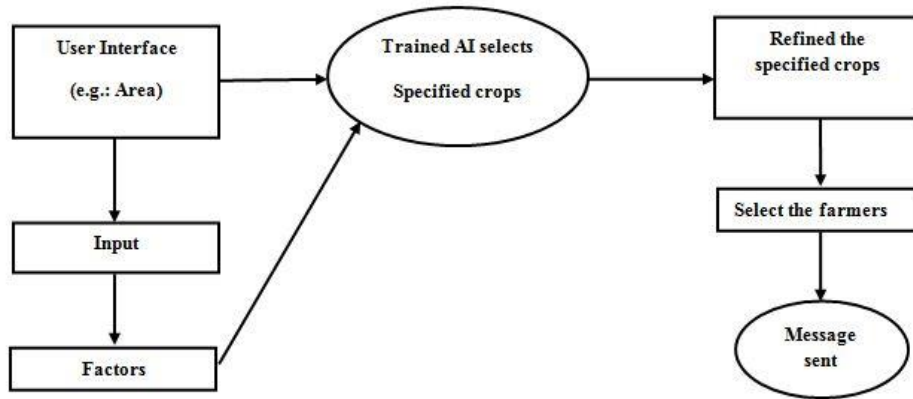 User Interface
(e.g.: Area)
Input
Factors
Trained AI selects
Specified crops
Refined the
specified crops
Select the farmers
Message
sent